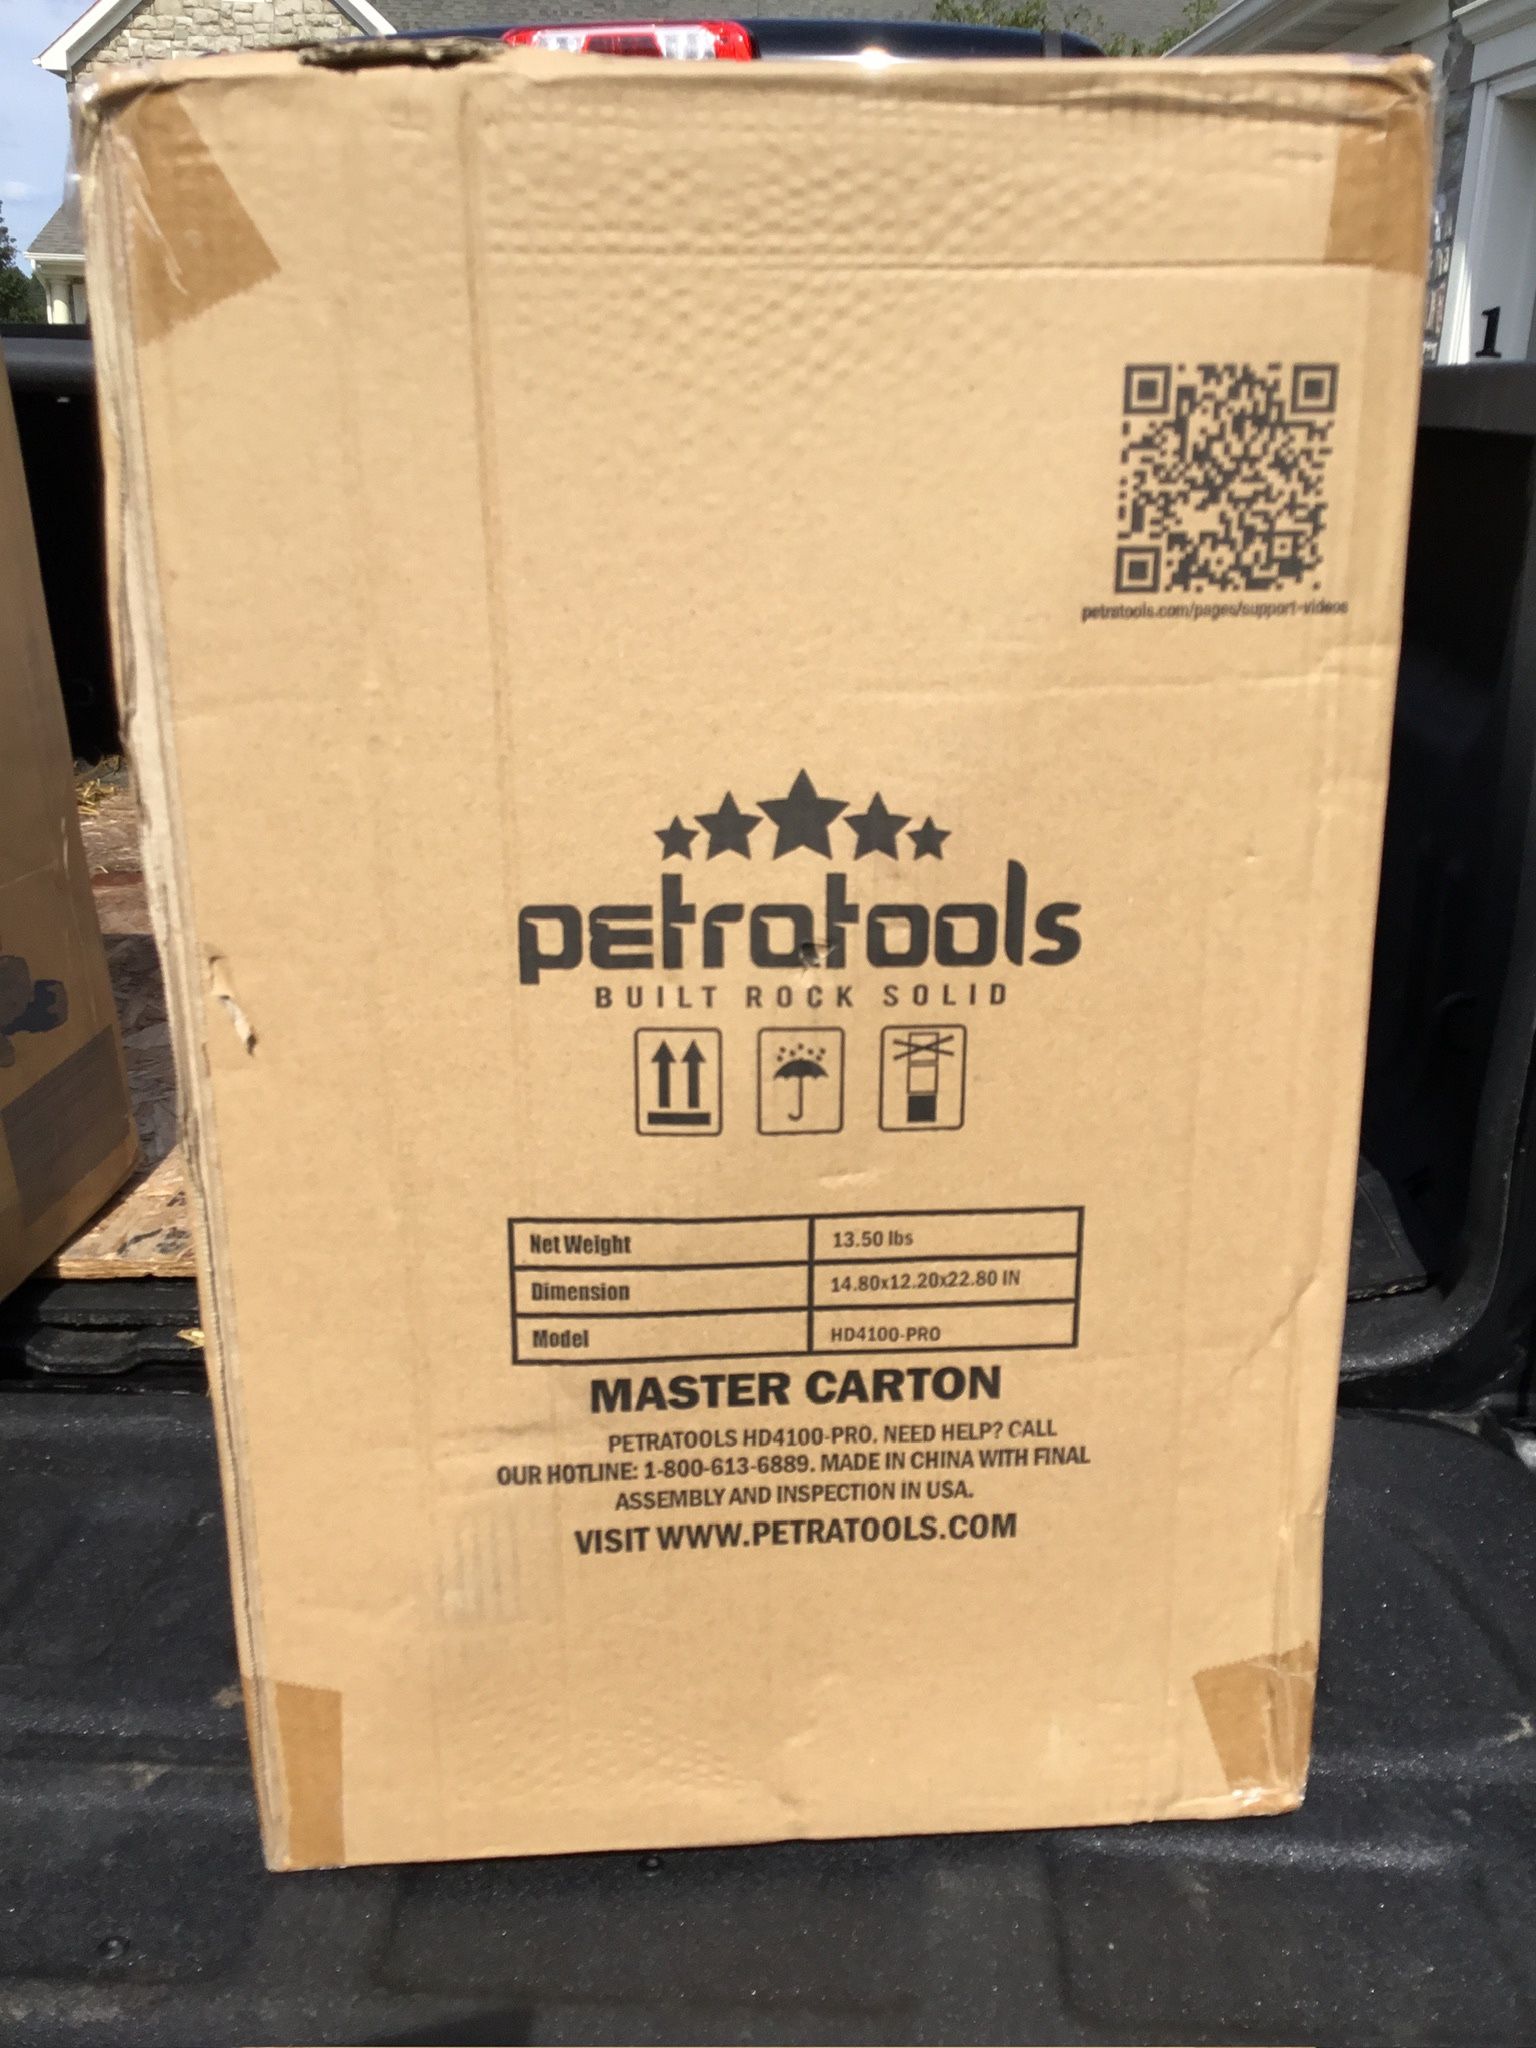 1
petratools.com/pages/support-videos
petratools
BUILT ROCK SOLID
Net Weight 13.50 lbs
Dimension 14.80x12.20x22.80 IN
Model HD4100-PRO
MASTER CARTON
PETRATOOLS HD4100-PRO. NEED HELP? CALL
OUR HOTLINE: 1-800-613-6889. MADE IN CHINA WITH FINAL
ASSEMBLY AND INSPECTION IN USA.
VISIT WWW.PETRATOOLS.COM